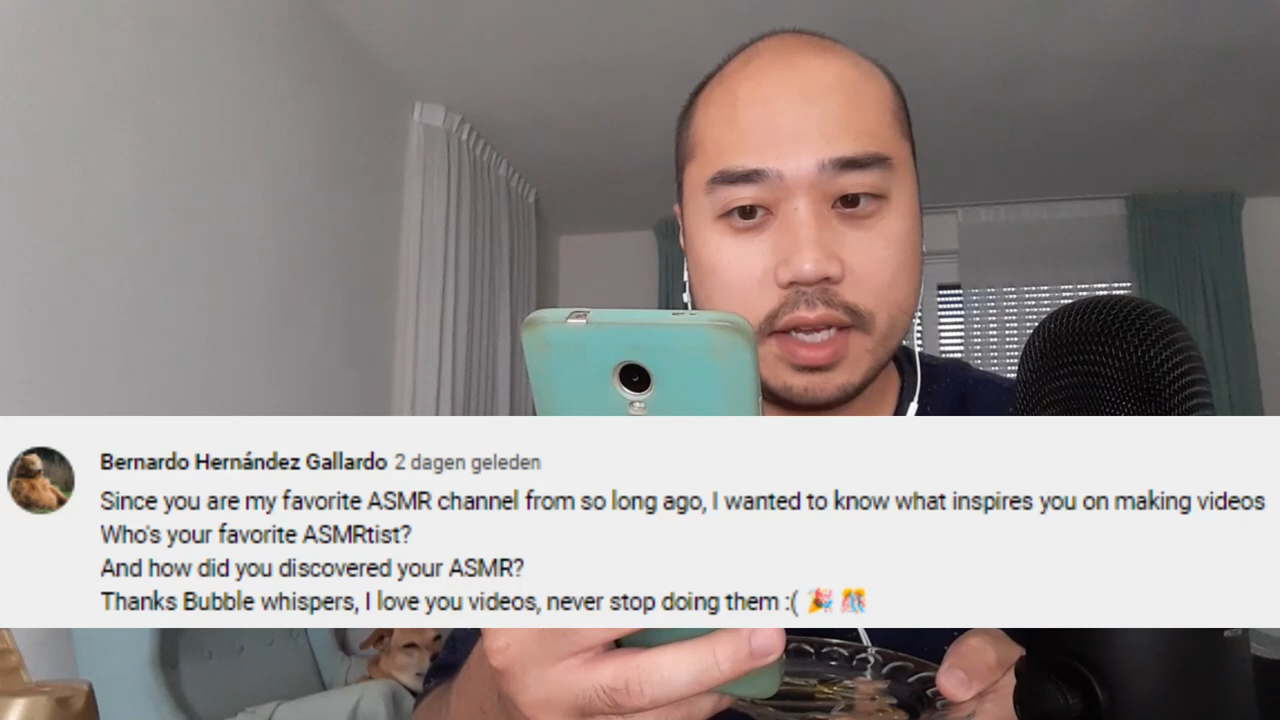 Bernardo Hernández Gallardo 2 dagen geleden
Since you are my favorite ASMR channel from so long ago, I wanted to know what inspires you on making videos
Who's your favorite ASMRtist?
And how did you discovered your ASMR?
Thanks Bubble whispers, I love you videos, never stop doing them :( 🎉 🎊